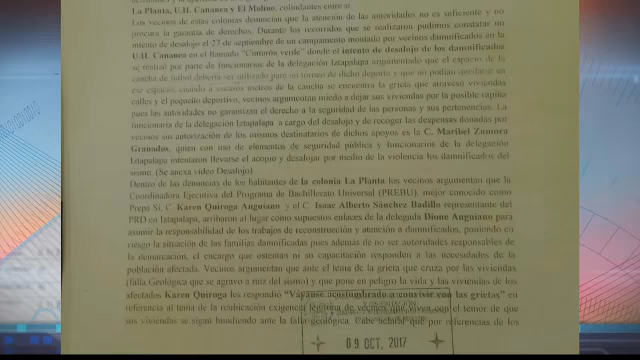 La Planta, U.H. Cananea y El Molino, colindantes entre sí.
Los vecinos de estas colonias denuncian que la atención de las autoridades no es suficiente y no
procura la garantía de derechos. Durante los recorridos que se realizaron pudimos constatar un
intento de desalojo el 27 de septiembre de un campamento montado por vecinos damnificados en la
U.H. Cananea en el llamado "Cinturón verde" donde el intento de desalojo de los damnificados
se realizó por parte de funcionarios de la delegación Iztapalapa argumentando que el espacio de la
cancha de futbol debería ser utilizado para un torneo de dicho deporte y que no podían quedarse en
ese espacio, cuando a escasos metros de la cancha se encuentra la grieta que atravesó viviendas
calles y el pequeño deportivo, vecinos argumentan miedo a dejar sus viviendas por la posible rapiña
pues las autoridades no garantizan el derecho a la seguridad de las personas y sus pertenencias. La
funcionaria de la delegación Iztapalapa a cargo del desalojo y de recoger las despensas donadas por
vecinos sin autorización de los mismos destinatarios de dichos apoyos es la C. Maribel Zamora
Granados, quien con uso de elementos de seguridad pública y funcionarios de la delegación
Iztapalapa intentaron llevarse el acopio y desalojar por medio de la violencia los damnificados del
sismo. (Se anexa video Desalojo)
Dentro de las denuncias de los habitantes de la colonia La Planta los vecinos argumentan que la
Coordinadora Ejecutiva del Programa de Bachillerato Universal (PREBU), mejor conocido como
Prepa Sí, C. Karen Quiroga Anguiano y el C. Isaac Alberto Sánchez Badillo representante del
PRD en Iztapalapa, arribaron al lugar como supuestos enlaces de la delegada Dione Anguiano para
asumir la responsabilidad de los trabajos de reconstrucción y atención a damnificados, poniendo en
riesgo la situación de las familias damnificadas pues además de no ser autoridades responsables de
la demarcación, el encargo que ostentan ni su capacitación responden a las necesidades de la
población afectada. Vecinos argumentan que ante el tema de la grieta que cruza por las viviendas
(falla Geológica que se agravo a raíz del sismo) y que pone en peligro la vida y las viviendas de los
afectados Karen Quiroga les respondió "Váyanse acostumbrado a convivir con las grietas" en
referencia al tema de la reubicación exigencia legítima de vecinos que viven con el temor de que
sus viviendas se sigan hundiendo ante la falla geológica. Cabe aclarar que por referencias de los
09 OCT. 2017